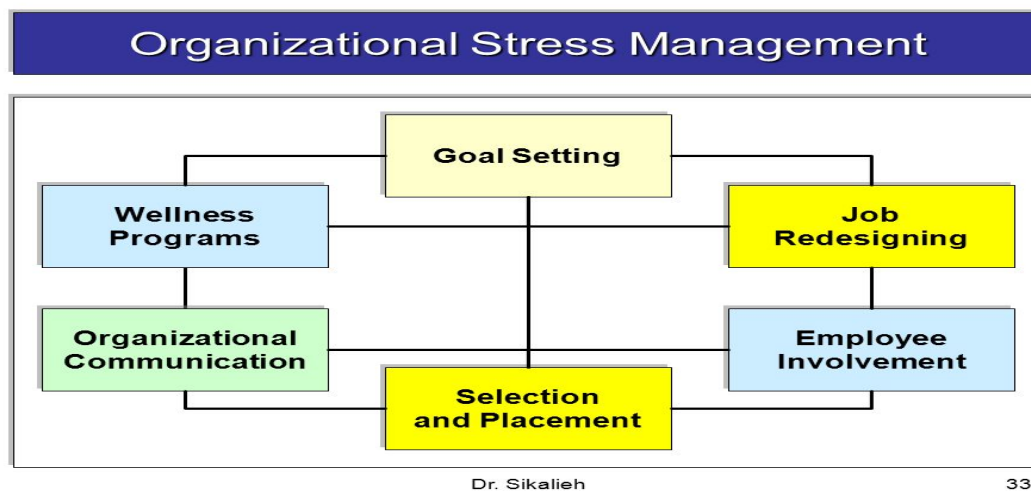 Organizational Stress Management
Goal Setting
Wellness
Programs
Job
Redesigning
Organizational
Communication
Employee
Involvement
Selection
and Placement
Dr. Sikalieh
33